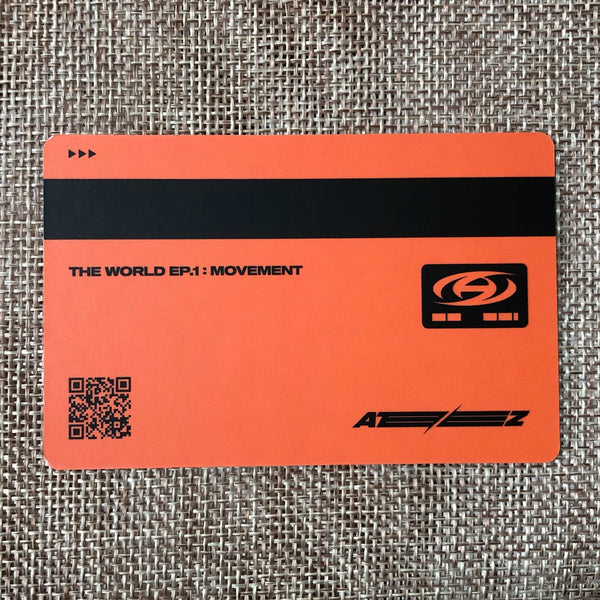 THE WORLD EP.1 : MOVEMENT
ATEEZ